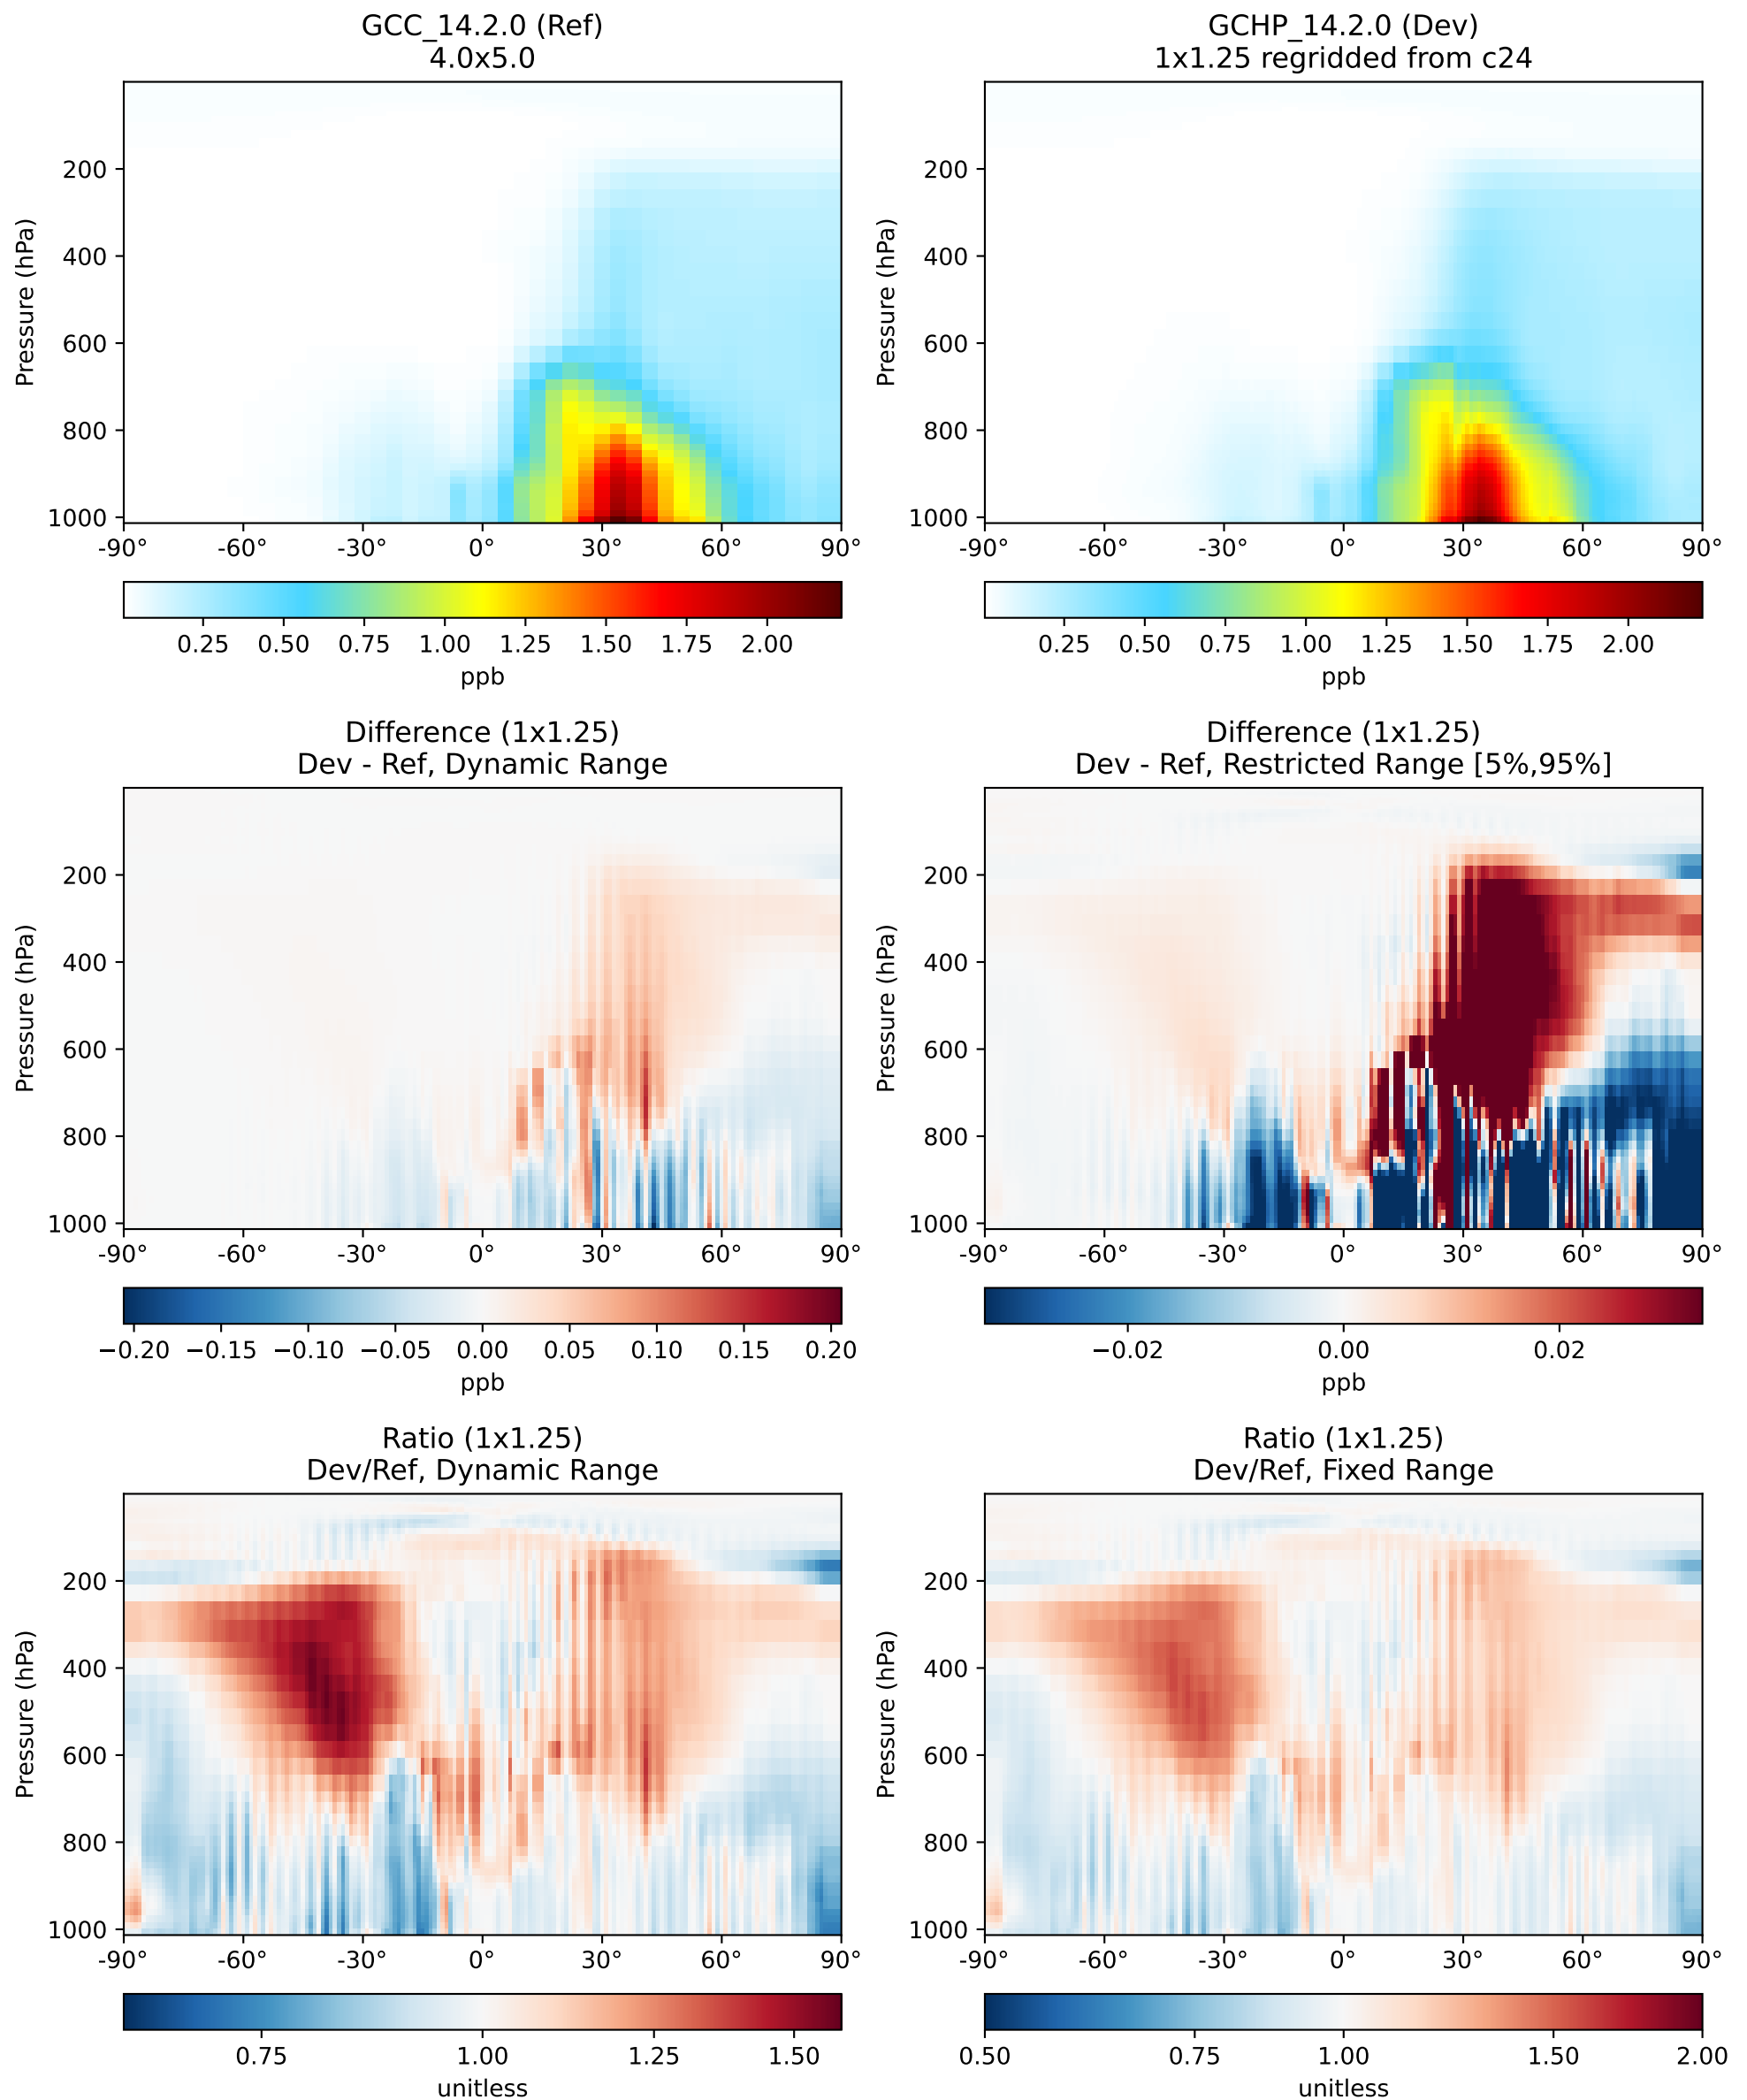 GCC_14.2.0 (Ref)
4.0x5.0
Pressure (hPa)
200
400
600
800
1000
-90° -60° -30° 0° 30° 60° 90°
0.25 0.50 0.75 1.00 1.25 1.50 1.75 2.00
ppb
GCHP_14.2.0 (Dev)
1x1.25 regridded from c24
Pressure (hPa)
200
400
600
800
1000
-90° -60° -30° 0° 30° 60° 90°
0.25 0.50 0.75 1.00 1.25 1.50 1.75 2.00
ppb
Difference (1x1.25)
Dev - Ref, Dynamic Range
Pressure (hPa)
200
400
600
800
1000
-90° -60° -30° 0° 30° 60° 90°
−0.20 −0.15 −0.10 −0.05 0.00 0.05 0.10 0.15 0.20
ppb
Difference (1x1.25)
Dev - Ref, Restricted Range [5%,95%]
Pressure (hPa)
200
400
600
800
1000
-90° -60° -30° 0° 30° 60° 90°
−0.02 0.00 0.02
ppb
Ratio (1x1.25)
Dev/Ref, Dynamic Range
Pressure (hPa)
200
400
600
800
1000
-90° -60° -30° 0° 30° 60° 90°
0.75 1.00 1.25 1.50
unitless
Ratio (1x1.25)
Dev/Ref, Fixed Range
Pressure (hPa)
200
400
600
800
1000
-90° -60° -30° 0° 30° 60° 90°
0.50 0.75 1.00 1.50 2.00
unitless